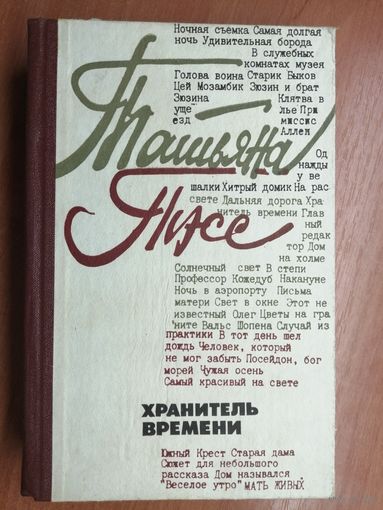 Ночная съемка Самая долгая
ночь Удивительная борода
В служебных
комнатах музея
Голова воина Старик Быков
Цей Мозамбик Зюзин и брат
Зюзина Клятва в
уще лье При
езд миссис
Аллен
Татьяна
Тэсс
Од
нажды
у ве
шалки Хитрый домик На рас
свете Дальняя дорога Хра
нитель времени Глав
ный
редак
тор Дом
на холме
Солнечный свет В степи
Профессор Кожедуб Накануне
Ночь в аэропорту Письма
матери Свет в окне Этот не
известный Олег Цветы на гра
ните Вальс Шопена Случай из
практики В тот день шел
дождь Человек, который
не мог забыть Посейдон, бог
морей Чужая осень
Самый красивый на свете
ХРАНИТЕЛЬ
ВРЕМЕНИ
Южный Крест Старая дама
Сюжет для небольшого
рассказа Дом назывался
"Веселое утро" МАТЬ ЖИВЫХ